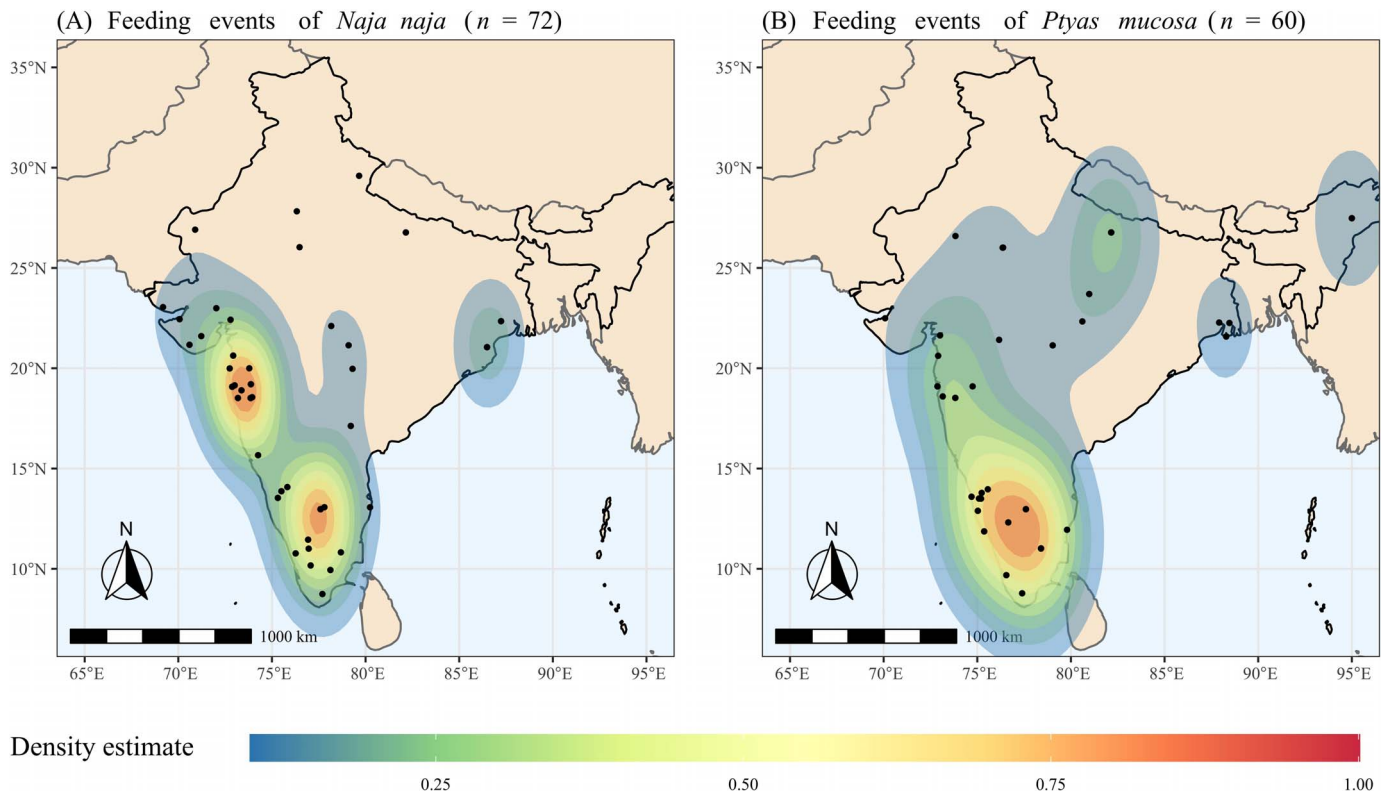 (A) Feeding events of Naja naja (n = 72)
(B) Feeding events of Ptyas mucosa (n = 60)
35°N
30°N
25°N
20°N
15°N
10°N
N
1000 km
65°E 70°E 75°E 80°E 85°E 90°E 95°E
35°N
30°N
25°N
20°N
15°N
10°N
N
1000 km
65°E 70°E 75°E 80°E 85°E 90°E 95°E
Density estimate
0.25 0.50 0.75 1.00